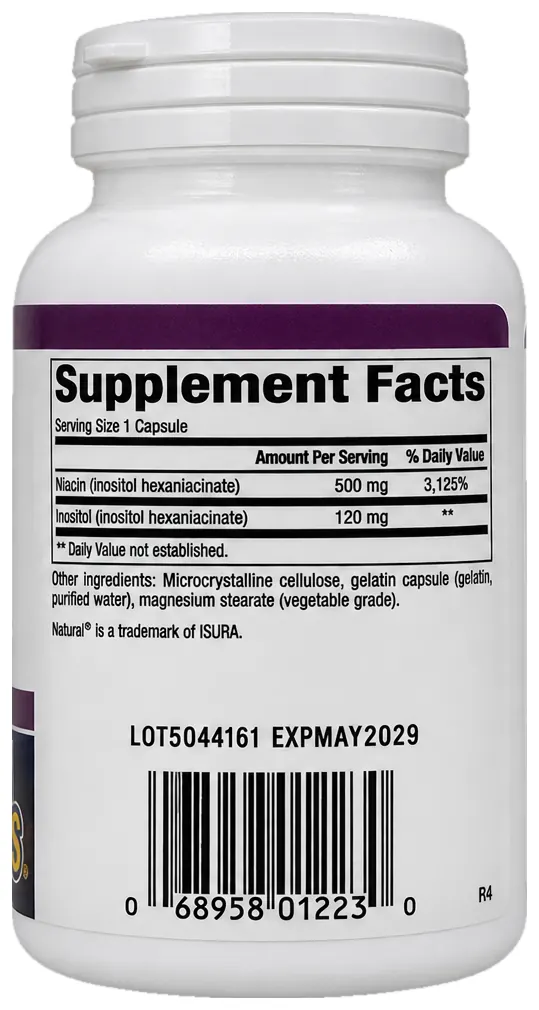 Supplement Facts
Serving Size 1 Capsule
Amount Per Serving % Daily Value
Niacin (inositol hexaniacinate) 500 mg 3,125%
Inositol (inositol hexaniacinate) 120 mg **
** Daily Value not established.
Other ingredients: Microcrystalline cellulose, gelatin capsule (gelatin,
purified water), magnesium stearate (vegetable grade).
Natural® is a trademark of ISURA.
LOT5044161 EXPMAY2029
S®
0 68958 01223 0
R4